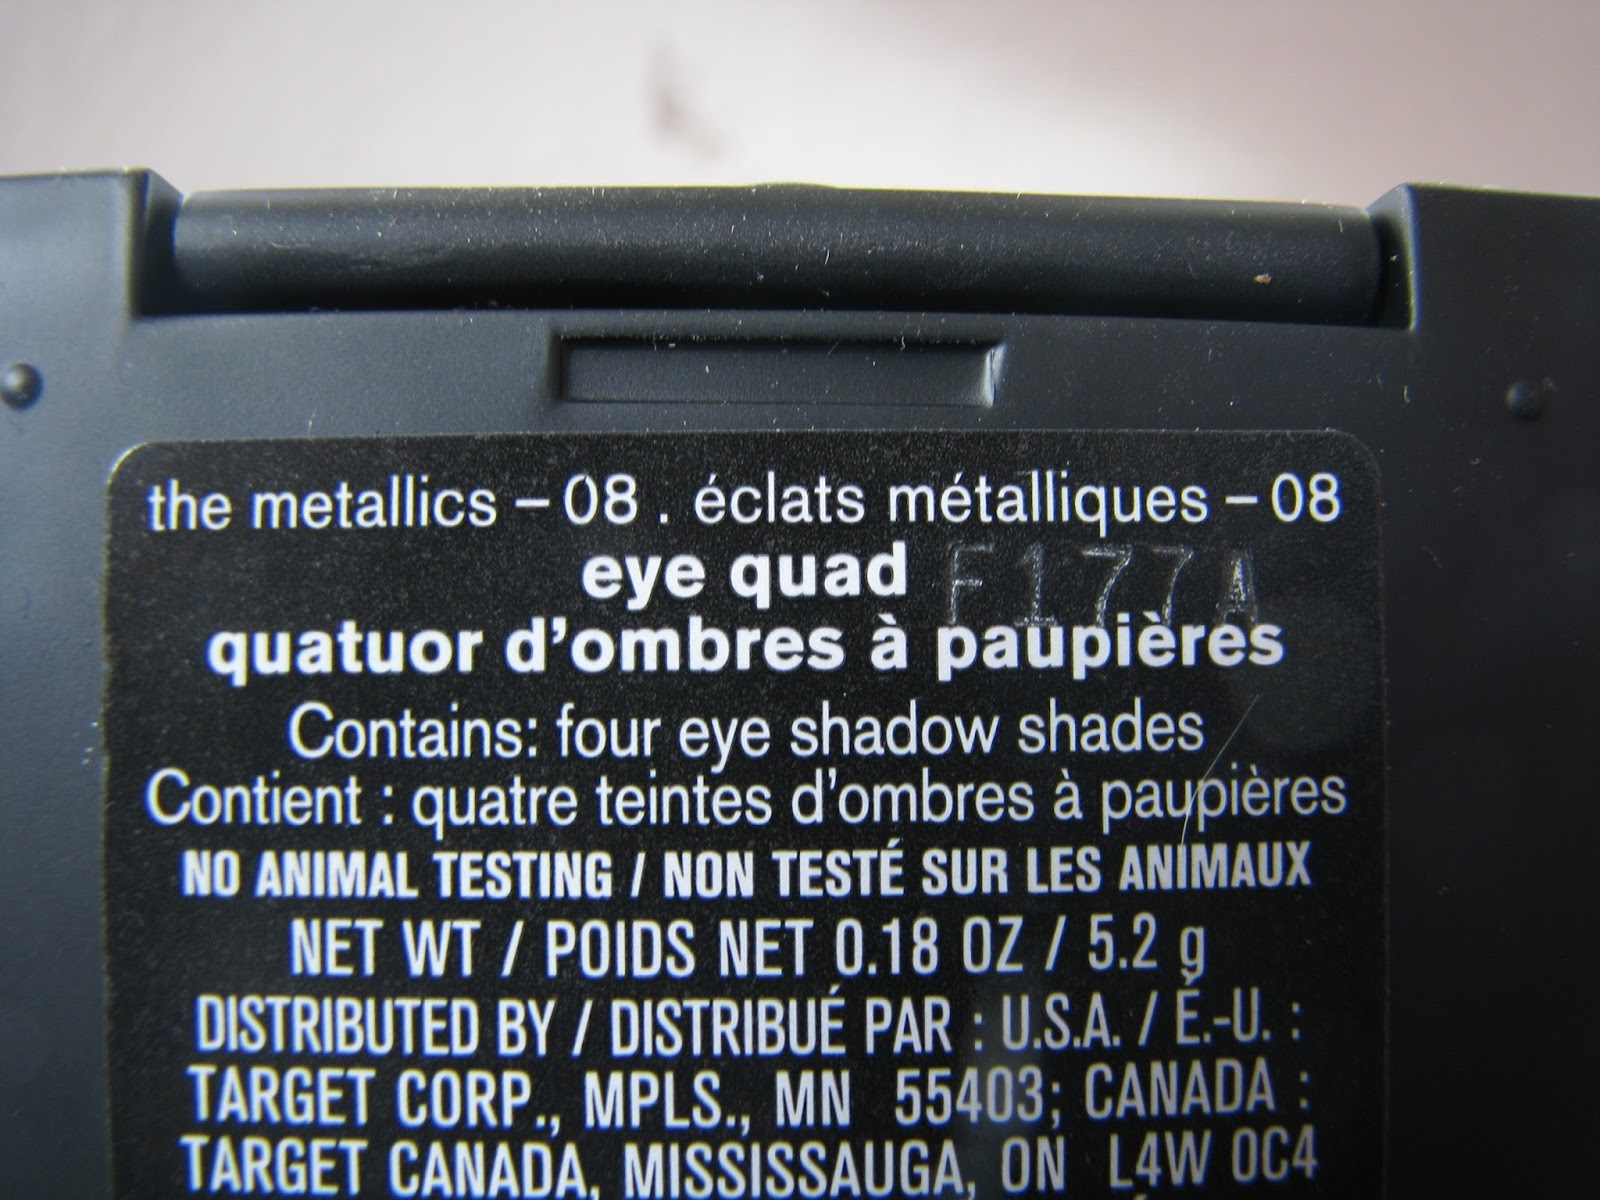 the metallics – 08 . éclats métalliques – 08
eye quad F177A
quatuor d'ombres à paupières
Contains: four eye shadow shades
Contient : quatre teintes d'ombres à paupières
NO ANIMAL TESTING / NON TESTÉ SUR LES ANIMAUX
NET WT / POIDS NET 0.18 OZ / 5.2 g
DISTRIBUTED BY / DISTRIBUÉ PAR : U.S.A. / É.-U. :
TARGET CORP., MPLS., MN 55403; CANADA :
TARGET CANADA, MISSISSAUGA, ON L4W 0C4